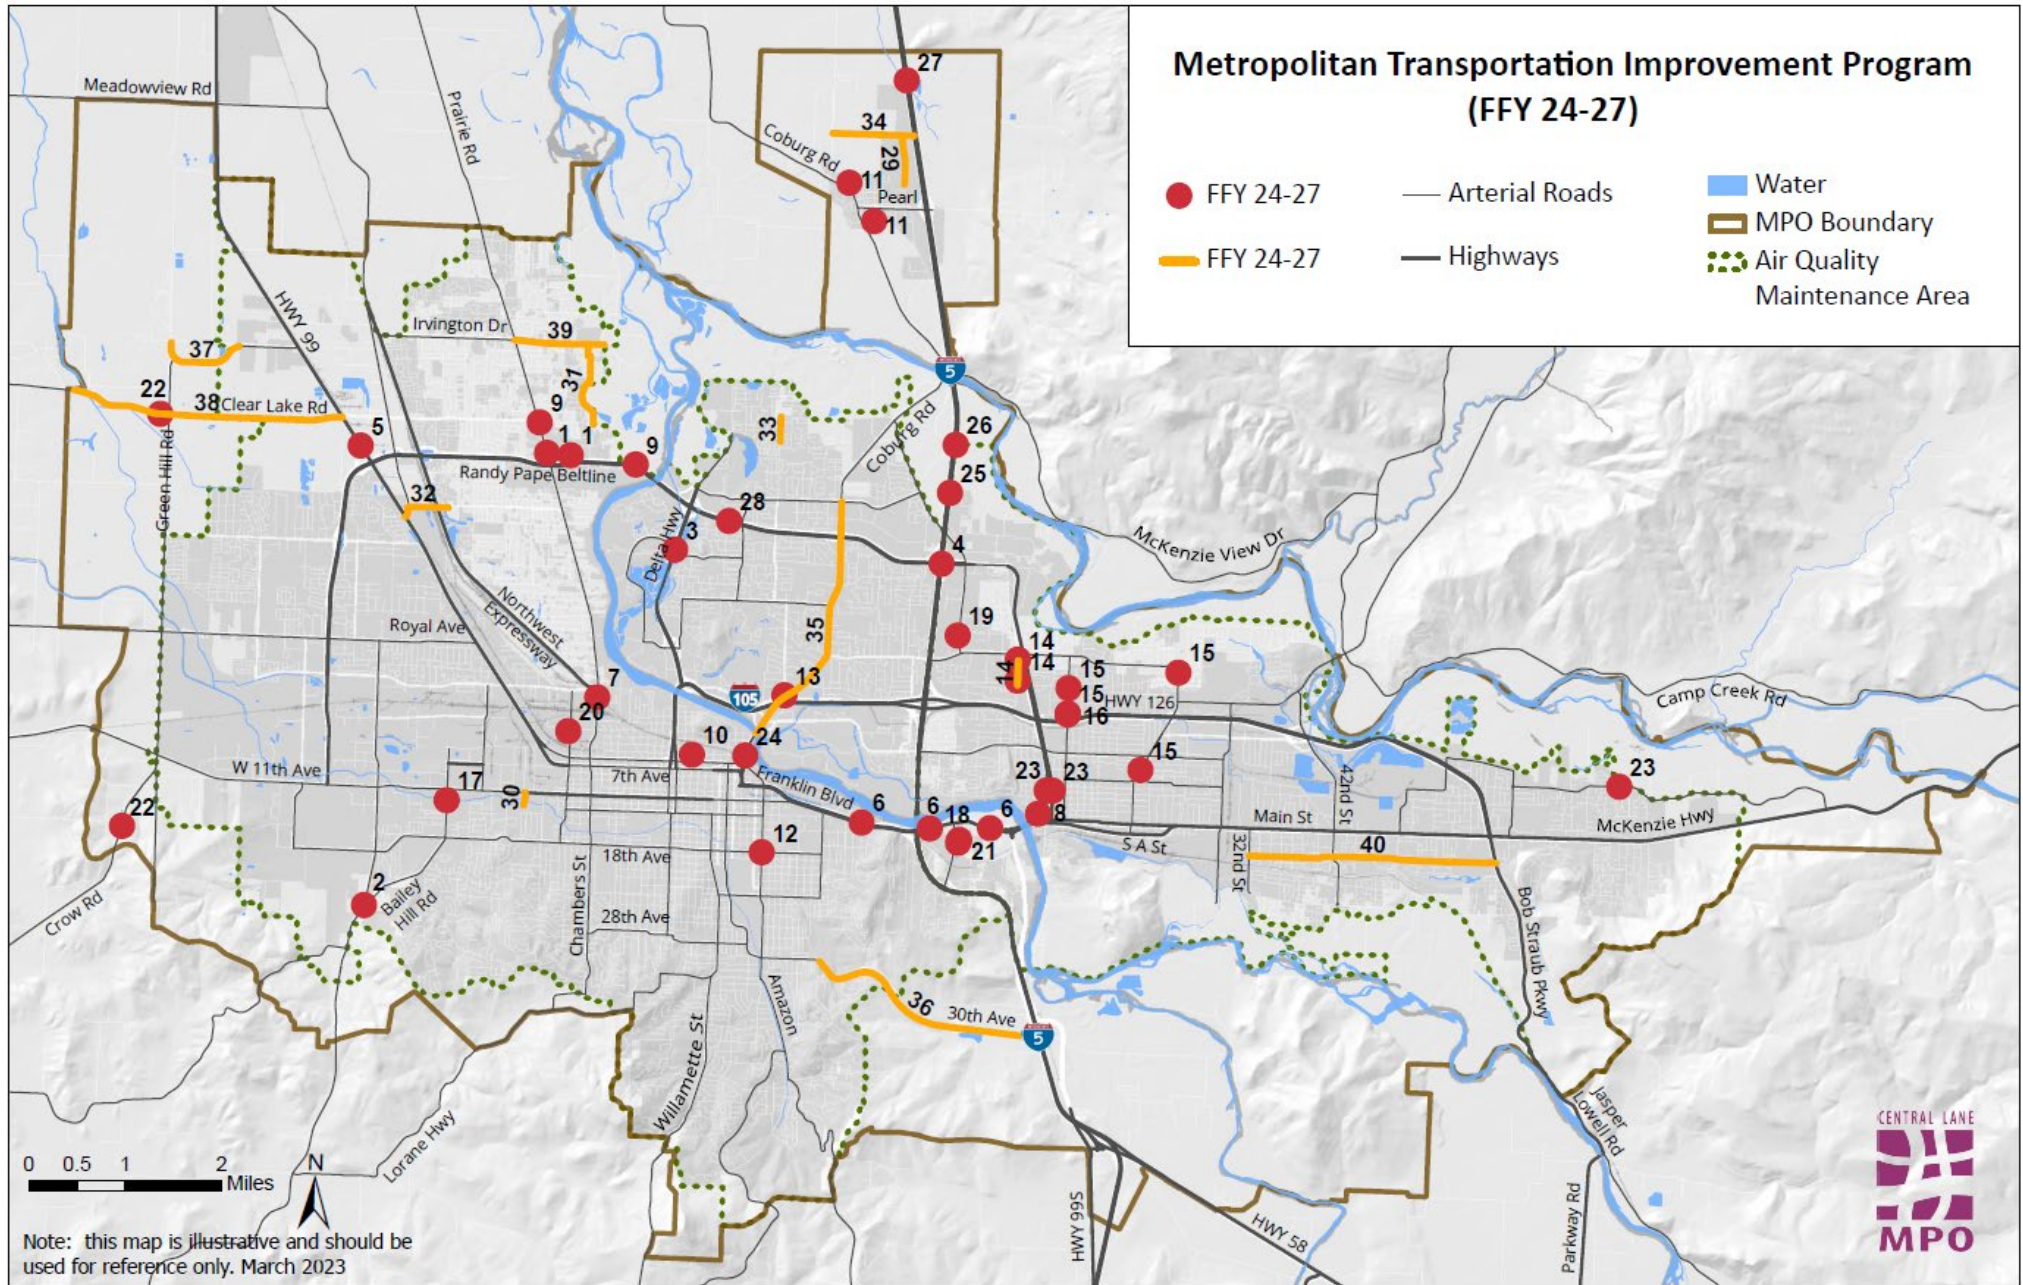 Metropolitan Transportation Improvement Program
(FFY 24-27)
FFY 24-27
Arterial Roads
Water
MPO Boundary
FFY 24-27
Highways
Air Quality
Maintenance Area
27
Meadowview Rd
Prairie Rd
34
Coburg Rd
29
11
Pearl
11
HWY 99
Irvington Dr
39
37
5
31
22
38
Clear Lake Rd
9
33
Coburg Rd
5
1
1
26
9
Randy Pape Beltline
25
Green Hill Rd
32
28
Delta Hwy
3
4
McKenzie View Dr
Northwest
Expressway
Royal Ave
35
19
14
14
14
15
15
7
13
15
105
HWY 126
Camp Creek Rd
16
20
10
24
W 11th Ave
7th Ave
Franklin Blvd
15
23
23
42nd St
23
17
30
22
6
6
18
6
8
Main St
McKenzie Hwy
12
21
S A St
32nd St
40
18th Ave
2
Bailey
Hill Rd
Chambers St
28th Ave
Crow Rd
Bob Straub Pkwy
Amazon
36
30th Ave
5
Willamette St
Jasper
Lowell Rd
Lorane Hwy
CENTRAL LANE
MPO
0 0.5 1 2
Miles
N
HWY 99S
HWY 58
Parkway Rd
Note: this map is illustrative and should be
used for reference only. March 2023